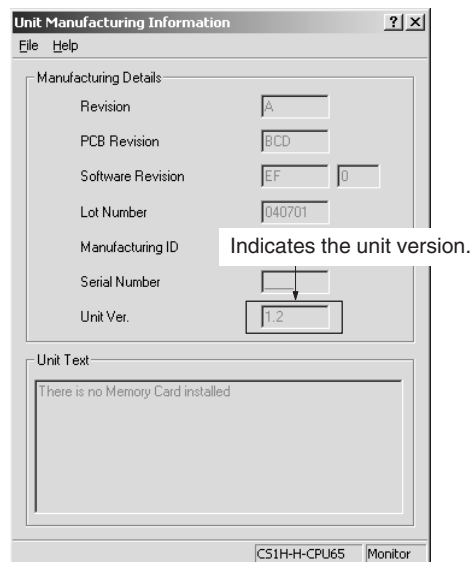 Unit Manufacturing Information
File Help
Manufacturing Details
Revision A
PCB Revision BCD
Software Revision EF 0
Lot Number 040701
Manufacturing ID
Indicates the unit version.
Serial Number ___
Unit Ver. 1.2
Unit Text
There is no Memory Card installed
CS1H-H-CPU65 Monitor